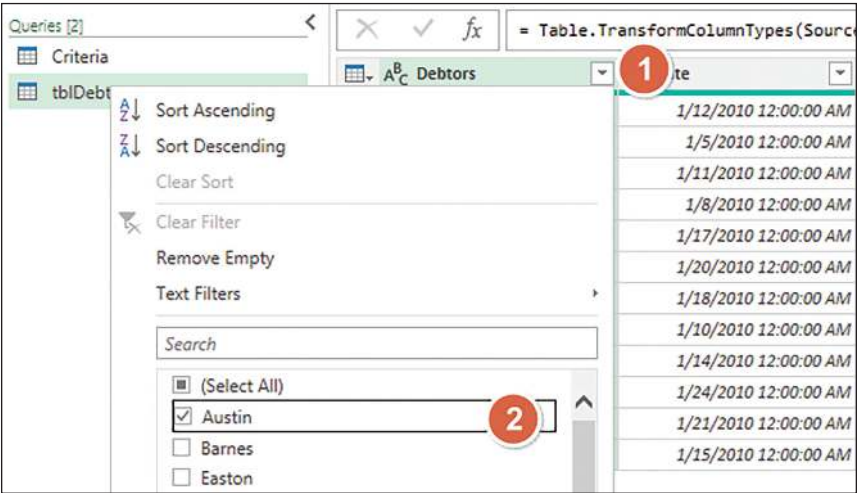 Queries [2]
fx = Table.TransformColumnTypes(Source
Criteria
tblDebt
ABC Debtors
1
te
Sort Ascending
Sort Descending
Clear Sort
Clear Filter
Remove Empty
Text Filters
Search
(Select All)
Austin
2
Barnes
Easton
1/12/2010 12:00:00 AM
1/5/2010 12:00:00 AM
1/11/2010 12:00:00 AM
1/8/2010 12:00:00 AM
1/17/2010 12:00:00 AM
1/20/2010 12:00:00 AM
1/18/2010 12:00:00 AM
1/10/2010 12:00:00 AM
1/14/2010 12:00:00 AM
1/24/2010 12:00:00 AM
1/21/2010 12:00:00 AM
1/15/2010 12:00:00 AM